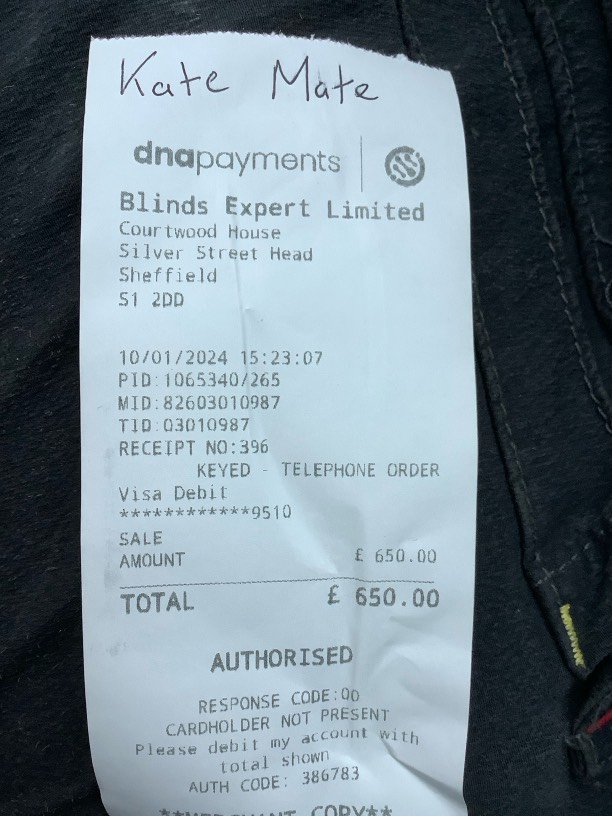 Kate Mate
dnapayments
Blinds Expert Limited
Courtwood House
Silver Street Head
Sheffield
S1 2DD
10/01/2024 15:23:07
PID:1065340/265
MID:82603010987
TID:03010987
RECEIPT NO:396
KEYED - TELEPHONE ORDER
Visa Debit
************9510
SALE
AMOUNT £ 650.00
TOTAL £ 650.00
AUTHORISED
RESPONSE CODE:00
CARDHOLDER NOT PRESENT
Please debit my account with
total shown
AUTH CODE: 386783
**MERCHANT COPY**